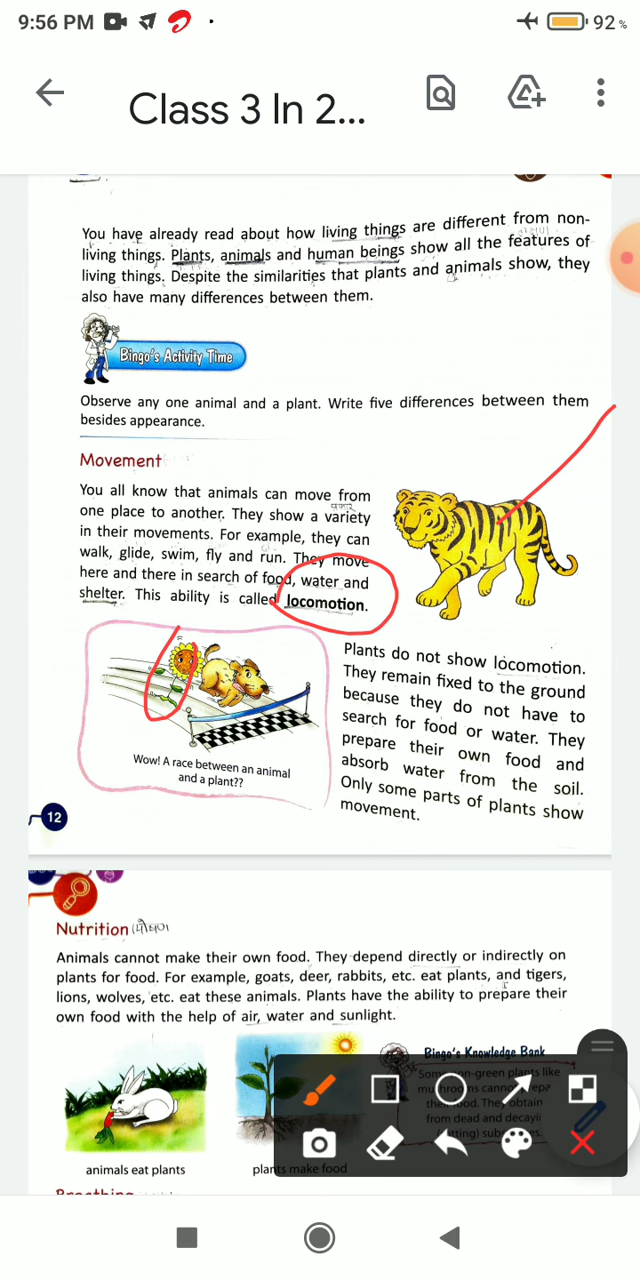 9:56 PM
92%
Class 3 In 2...
You have already read about how living things are different from non-
living things. Plants, animals and human beings show all the features of
living things. Despite the similarities that plants and animals show, they
also have many differences between them.
Bingo's Activity Time
Observe any one animal and a plant. Write five differences between them
besides appearance.
Movement
You all know that animals can move from
one place to another. They show a variety
in their movements. For example, they can
walk, glide, swim, fly and run. They move
here and there in search of food, water and
shelter. This ability is called locomotion.
Plants do not show locomotion.
They remain fixed to the ground
because they do not have to
search for food or water. They
prepare their own food and
absorb water from the soil.
Only some parts of plants show
movement.
Wow! A race between an animal
and a plant??
12
Nutrition
Animals cannot make their own food. They depend directly or indirectly on
plants for food. For example, goats, deer, rabbits, etc. eat plants, and tigers,
lions, wolves, etc. eat these animals. Plants have the ability to prepare their
own food with the help of air, water and sunlight.
Bingo's Knowledge Bank
plants like
cannot
They obtain
from dead and
animals eat plants
plants make food